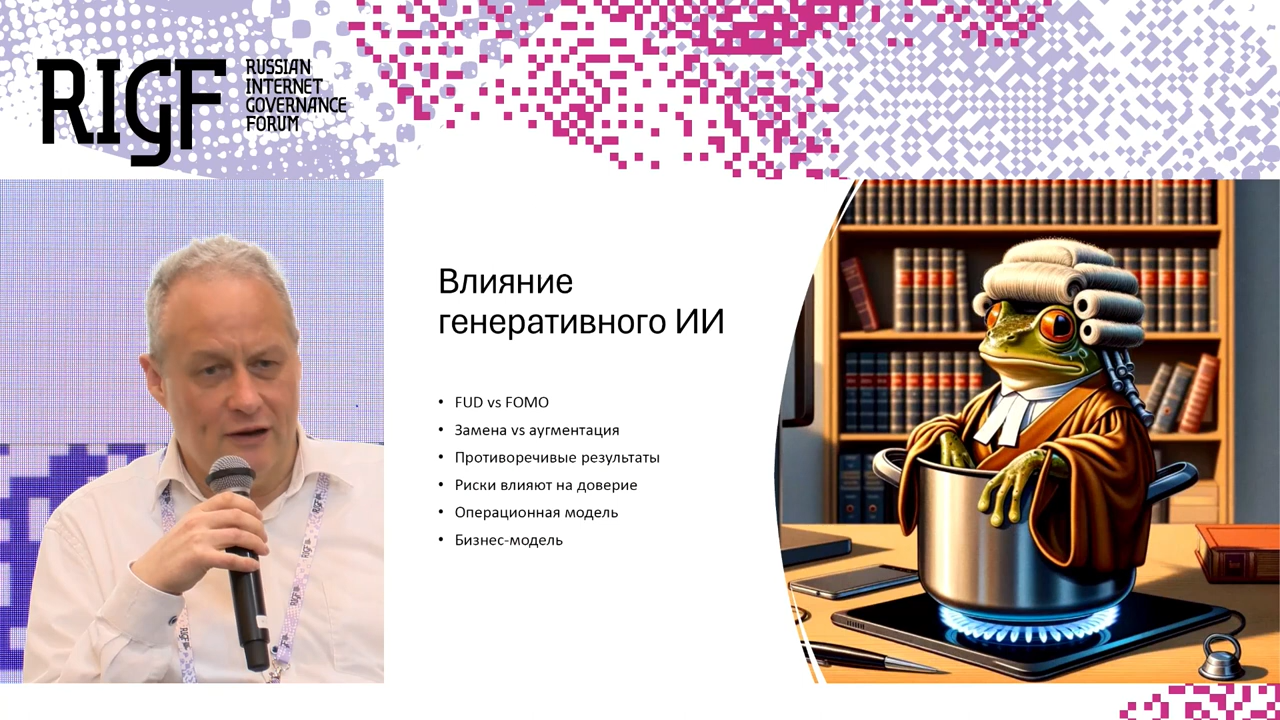 RIGF
RUSSIAN
INTERNET
GOVERNANCE
FORUM
Влияние
генеративного ИИ
• FUD vs FOMO
• Замена vs аугментация
• Противоречивые результаты
• Риски влияют на доверие
• Операционная модель
• Бизнес-модель